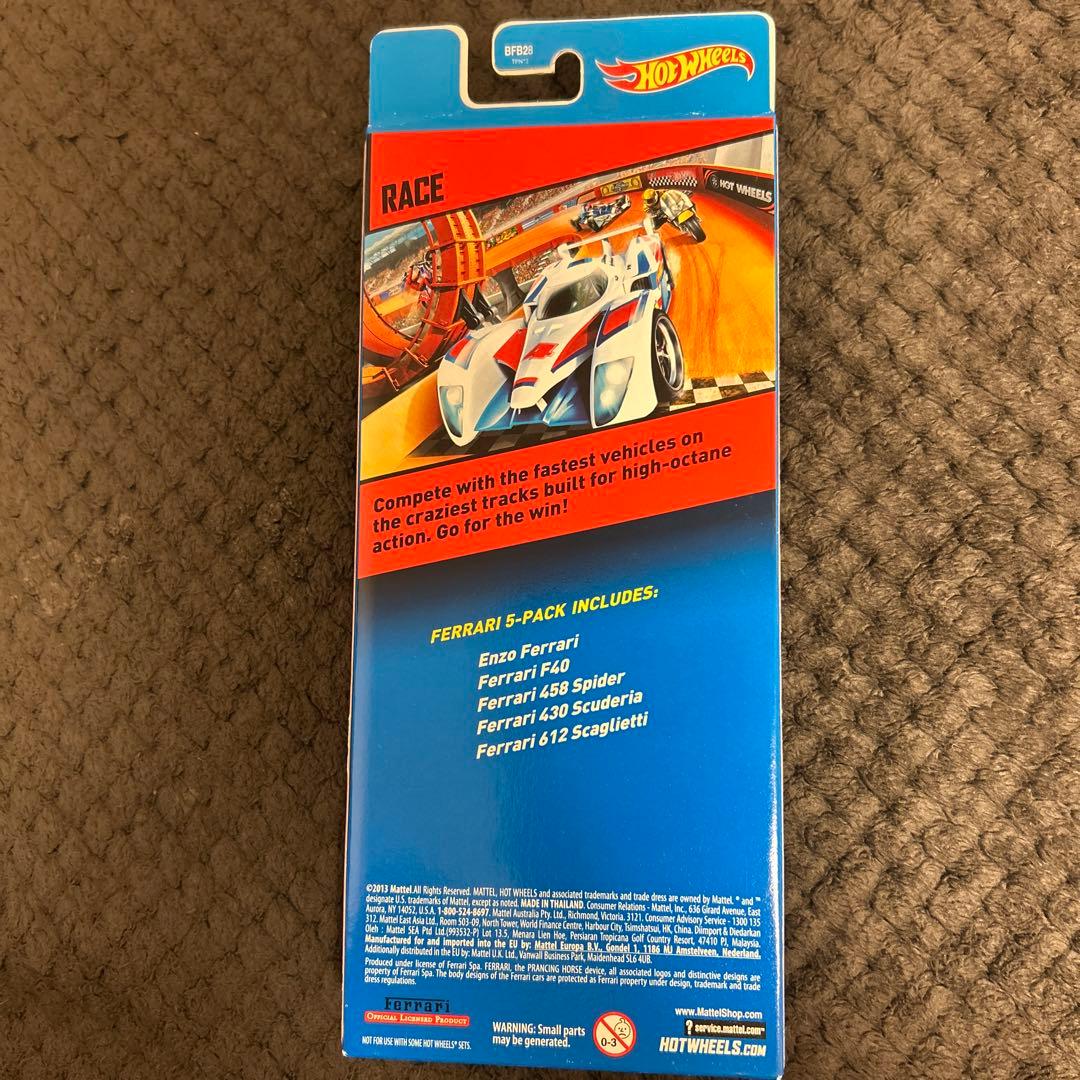 BFB28
HOT WHEELS
RACE
HOT WHEELS
Compete with the fastest vehicles on
the craziest tracks built for high-octane
action. Go for the win!
FERRARI 5-PACK INCLUDES:
Enzo Ferrari
Ferrari F40
Ferrari 458 Spider
Ferrari 430 Scuderia
Ferrari 612 Scaglietti
©2013 Mattel. All Rights Reserved. MATTEL, HOT WHEELS and associated trademarks and trade dress are owned by Mattel. ® and ™
designate U.S. trademarks of Mattel, except as noted. MADE IN THAILAND. Consumer Relations - Mattel, Inc., 636 Girard Avenue, East
Aurora, NY 14052, U.S.A. 1-800-524-8697. Mattel Australia Pty. Ltd., Richmond, Victoria. 3121. Consumer Advisory Service - 1300 135
312. Mattel East Asia Ltd., Room 503-09, North Tower, World Finance Centre, Harbour City, Tsimshatsui, HK, China. Diimport & Diedarkan
Oleh : Mattel SEA Ptd Ltd.(993532-P) Lot 13.5, Menara Lien Hoe, Persiaran Tropicana Golf Country Resort, 47410 PJ, Malaysia.
Manufactured for and imported into the EU by: Mattel Europa B.V., Gondel 1, 1186 MJ Amstelveen, Nederland.
Additionally distributed in the EU by: Mattel U.K. Ltd., Vanwall Business Park, Maidenhead SL6 4UB.
Produced under license of Ferrari Spa. FERRARI, the PRANCING HORSE device, all associated logos and distinctive designs are
property of Ferrari Spa. The body designs of the Ferrari cars are protected as Ferrari property under design, trademark and trade
dress regulations.
Ferrari
OFFICIAL LICENSED PRODUCT
NOT FOR USE WITH SOME HOT WHEELS® SETS.
WARNING: Small parts
may be generated.
0-3
www.MattelShop.com
? service.mattel.com™
HOTWHEELS.COM